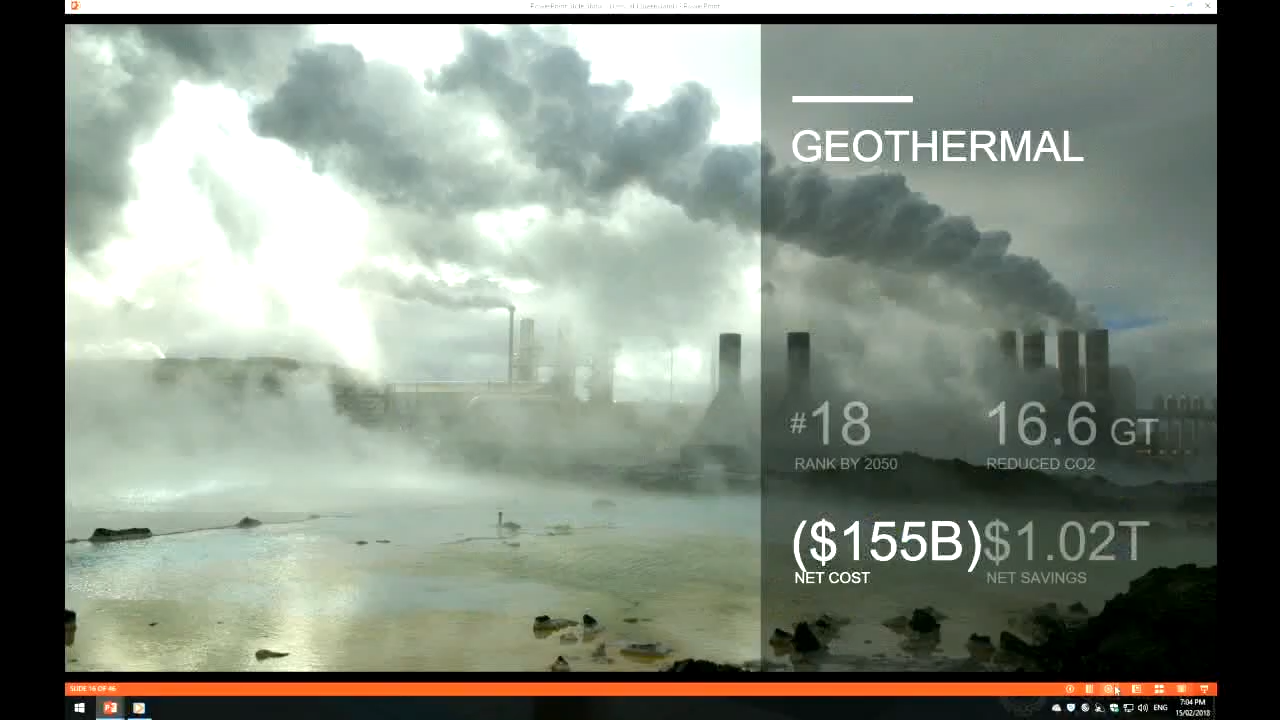 GEOTHERMAL
#18
RANK BY 2050
16.6 GT
REDUCED CO2
($155B)
NET COST
$1.02T
NET SAVINGS
SLIDE 16 OF 46
ENG
7:04 PM
15/02/2018